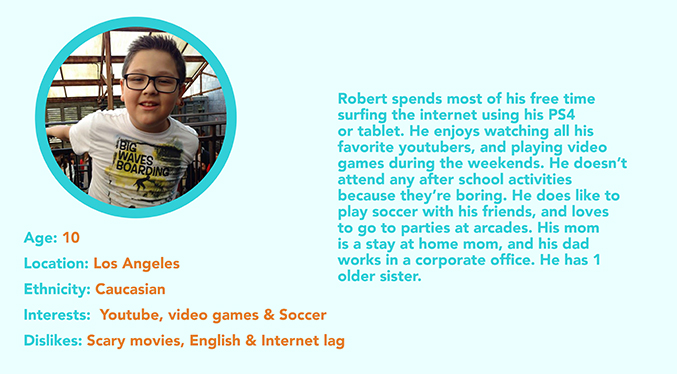 BIG
WAVES
BOARDING
Robert spends most of his free time
surfing the internet using his PS4
or tablet. He enjoys watching all his
favorite youtubers, and playing video
games during the weekends. He doesn't
attend any after school activities
because they're boring. He does like to
play soccer with his friends, and loves
to go to parties at arcades. His mom
is a stay at home mom, and his dad
works in a corporate office. He has 1
older sister.
Age: 10
Location: Los Angeles
Ethnicity: Caucasian
Interests: Youtube, video games & Soccer
Dislikes: Scary movies, English & Internet lag